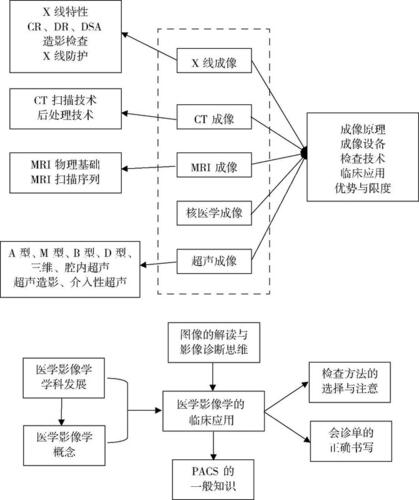 X 线特性
CR、DR、DSA
造影检查
X 线防护
X 线成像
CT 扫描技术
后处理技术
CT 成像
成像原理
成像设备
检查技术
临床应用
优势与限度
MRI 物理基础
MRI 扫描序列
MRI 成像
核医学成像
A 型、M 型、B 型、D 型、
三维、腔内超声
超声造影、介入性超声
超声成像
图像的解读与
影像诊断思维
医学影像学
学科发展
检查方法的
选择与注意
医学影像学的
临床应用
医学影像学
概念
会诊单的
正确书写
PACS 的
一般知识